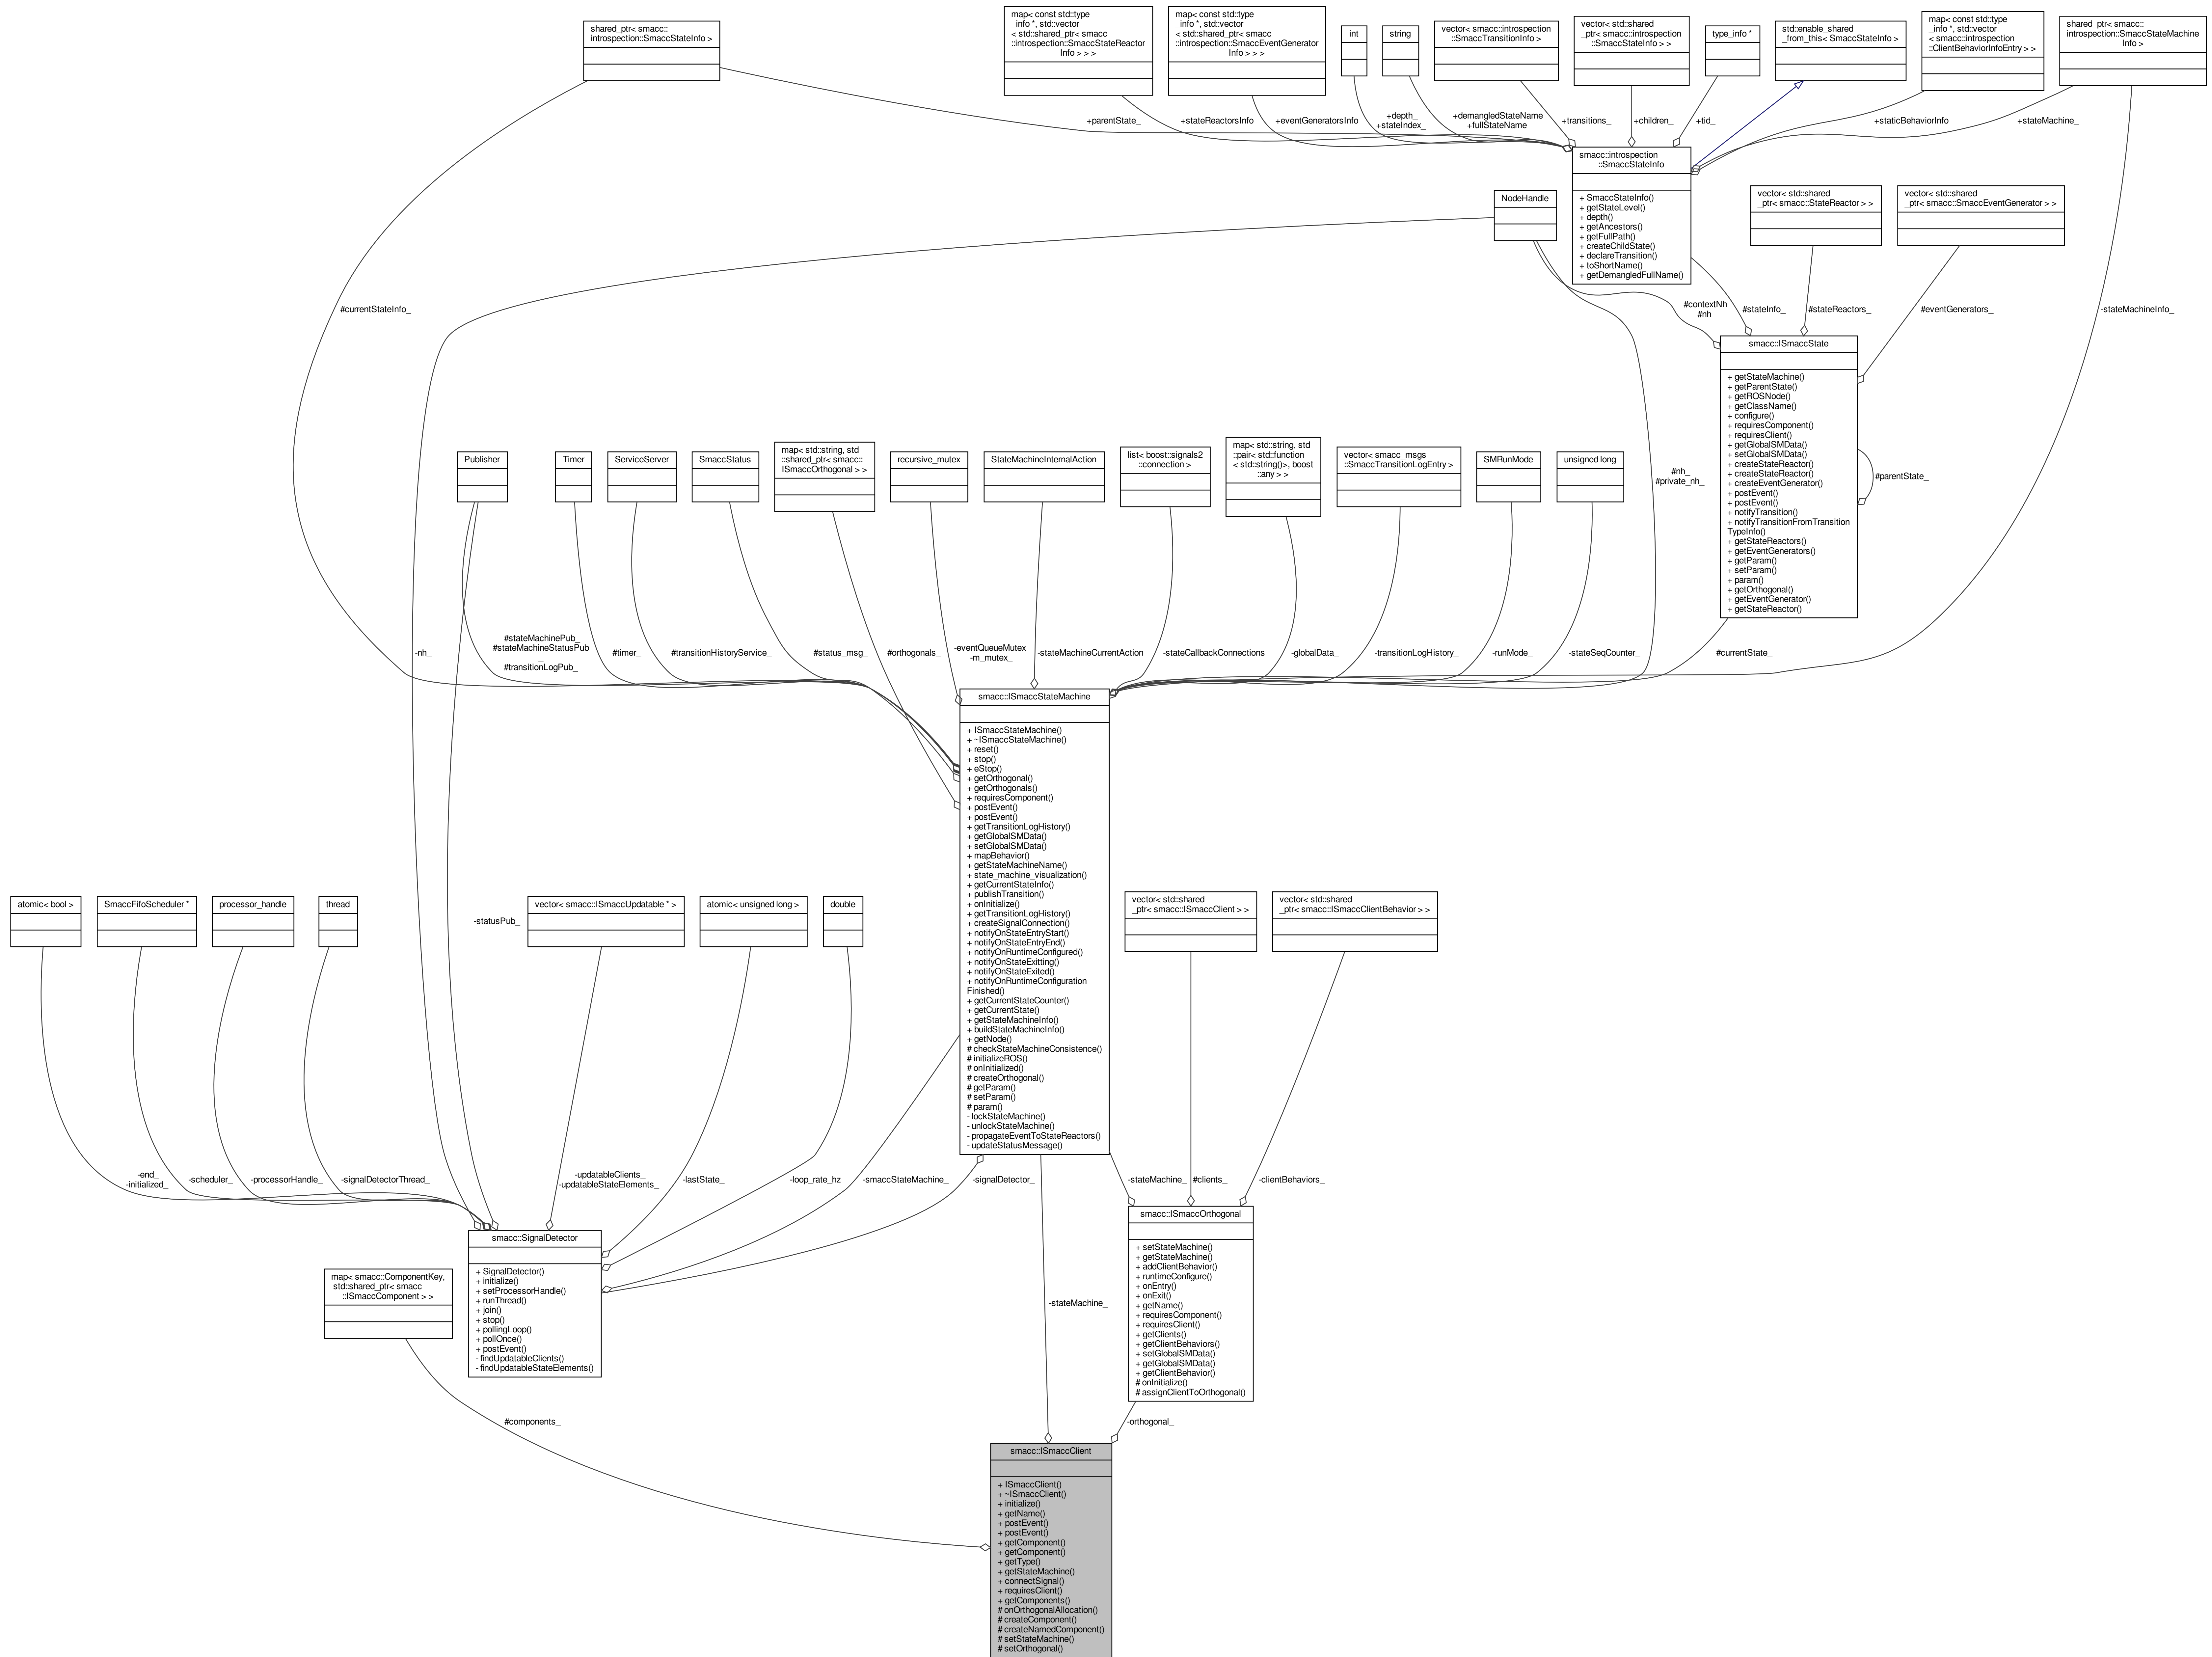 shared_ptr< smacc::
introspection::SmaccStateInfo >
map< const std::type
_info *, std::vector
< std::shared_ptr< smacc
::introspection::SmaccStateReactor
Info > > >
map< const std::type
_info *, std::vector
< std::shared_ptr< smacc
::introspection::SmaccEventGenerator
Info > > >
int
string
vector< smacc::introspection
::SmaccTransitionInfo >
vector< std::shared
_ptr< smacc::introspection
::SmaccStateInfo > >
type_info *
std::enable_shared
_from_this< SmaccStateInfo >
map< const std::type
_info *, std::vector
< smacc::introspection
::ClientBehaviorInfoEntry > >
shared_ptr< smacc::
introspection::SmaccStateMachine
Info >
+parentState_
+stateReactorsInfo
+eventGeneratorsInfo
+depth_
+stateIndex_
+demangledStateName
+fullStateName
+transitions_
+children_
+tid_
+staticBehaviorInfo
+stateMachine_
smacc::introspection
::SmaccStateInfo
+ SmaccStateInfo()
+ getStateLevel()
+ depth()
+ getAncestors()
+ getFullPath()
+ createChildState()
+ declareTransition()
+ toShortName()
+ getDemangledFullName()
NodeHandle
vector< std::shared
_ptr< smacc::StateReactor > >
vector< std::shared
_ptr< smacc::SmaccEventGenerator > >
#currentStateInfo_
#contextNh
#nh
#stateInfo_
#stateReactors_
#eventGenerators_
-stateMachineInfo_
smacc::ISmaccState
+ getStateMachine()
+ getParentState()
+ getROSNode()
+ getClassName()
+ configure()
+ requiresComponent()
+ requiresClient()
+ getGlobalSMData()
+ setGlobalSMData()
+ createStateReactor()
+ createStateReactor()
+ createEventGenerator()
+ postEvent()
+ postEvent()
+ notifyTransition()
+ notifyTransitionFromTransition
TypeInfo()
+ getStateReactors()
+ getEventGenerators()
+ getParam()
+ setParam()
+ param()
+ getOrthogonal()
+ getEventGenerator()
+ getStateReactor()
#parentState_
Publisher
Timer
ServiceServer
SmaccStatus
map< std::string, std
::shared_ptr< smacc::
ISmaccOrthogonal > >
recursive_mutex
StateMachineInternalAction
list< boost::signals2
::connection >
map< std::string, std
::pair< std::function
< std::string()>, boost
::any > >
vector< smacc_msgs
::SmaccTransitionLogEntry >
SMRunMode
unsigned long
#nh_
#private_nh_
-nh_
#stateMachinePub_
#stateMachineStatusPub
_
#transitionLogPub_
#timer_
#transitionHistoryService_
#status_msg_
#orthogonals_
-eventQueueMutex_
-m_mutex_
-stateMachineCurrentAction
-stateCallbackConnections
-globalData_
-transitionLogHistory_
-runMode_
-stateSeqCounter_
#currentState_
smacc::ISmaccStateMachine
+ ISmaccStateMachine()
+ ~ISmaccStateMachine()
+ reset()
+ stop()
+ eStop()
+ getOrthogonal()
+ getOrthogonals()
+ requiresComponent()
+ postEvent()
+ postEvent()
+ getTransitionLogHistory()
+ getGlobalSMData()
+ setGlobalSMData()
+ mapBehavior()
+ getStateMachineName()
+ state_machine_visualization()
+ getCurrentStateInfo()
+ publishTransition()
+ onInitialize()
+ getTransitionLogHistory()
+ createSignalConnection()
+ notifyOnStateEntryStart()
+ notifyOnStateEntryEnd()
+ notifyOnRuntimeConfigured()
+ notifyOnStateExitting()
+ notifyOnStateExited()
+ notifyOnRuntimeConfiguration
Finished()
+ getCurrentStateCounter()
+ getCurrentState()
+ getStateMachineInfo()
+ buildStateMachineInfo()
+ getNode()
# checkStateMachineConsistence()
# initializeROS()
# onInitialized()
# createOrthogonal()
# getParam()
# setParam()
# param()
- lockStateMachine()
- unlockStateMachine()
- propagateEventToStateReactors()
- updateStatusMessage()
atomic< bool >
SmaccFifoScheduler *
processor_handle
thread
-statusPub_
vector< smacc::ISmaccUpdatable * >
atomic< unsigned long >
double
vector< std::shared
_ptr< smacc::ISmaccClient > >
vector< std::shared
_ptr< smacc::ISmaccClientBehavior > >
-end_
-initialized_
-scheduler_
-processorHandle_
-signalDetectorThread_
-updatableClients_
-updatableStateElements_
-lastState_
-loop_rate_hz
-smaccStateMachine_
-signalDetector_
-stateMachine_
#clients_
-clientBehaviors_
smacc::SignalDetector
+ SignalDetector()
+ initialize()
+ setProcessorHandle()
+ runThread()
+ join()
+ stop()
+ pollingLoop()
+ pollOnce()
+ postEvent()
- findUpdatableClients()
- findUpdatableStateElements()
map< smacc::ComponentKey,
std::shared_ptr< smacc
::ISmaccComponent > >
smacc::ISmaccOrthogonal
+ setStateMachine()
+ getStateMachine()
+ addClientBehavior()
+ runtimeConfigure()
+ onEntry()
+ onExit()
+ getName()
+ requiresComponent()
+ requiresClient()
+ getClients()
+ getClientBehaviors()
+ setGlobalSMData()
+ getGlobalSMData()
+ getClientBehavior()
# onInitialize()
# assignClientToOrthogonal()
-stateMachine_
#components_
-orthogonal_
smacc::ISmaccClient
+ ISmaccClient()
+ ~ISmaccClient()
+ initialize()
+ getName()
+ postEvent()
+ postEvent()
+ getComponent()
+ getComponent()
+ getType()
+ getStateMachine()
+ connectSignal()
+ requiresClient()
+ getComponents()
# onOrthogonalAllocation()
# createComponent()
# createNamedComponent()
# setStateMachine()
# setOrthogonal()